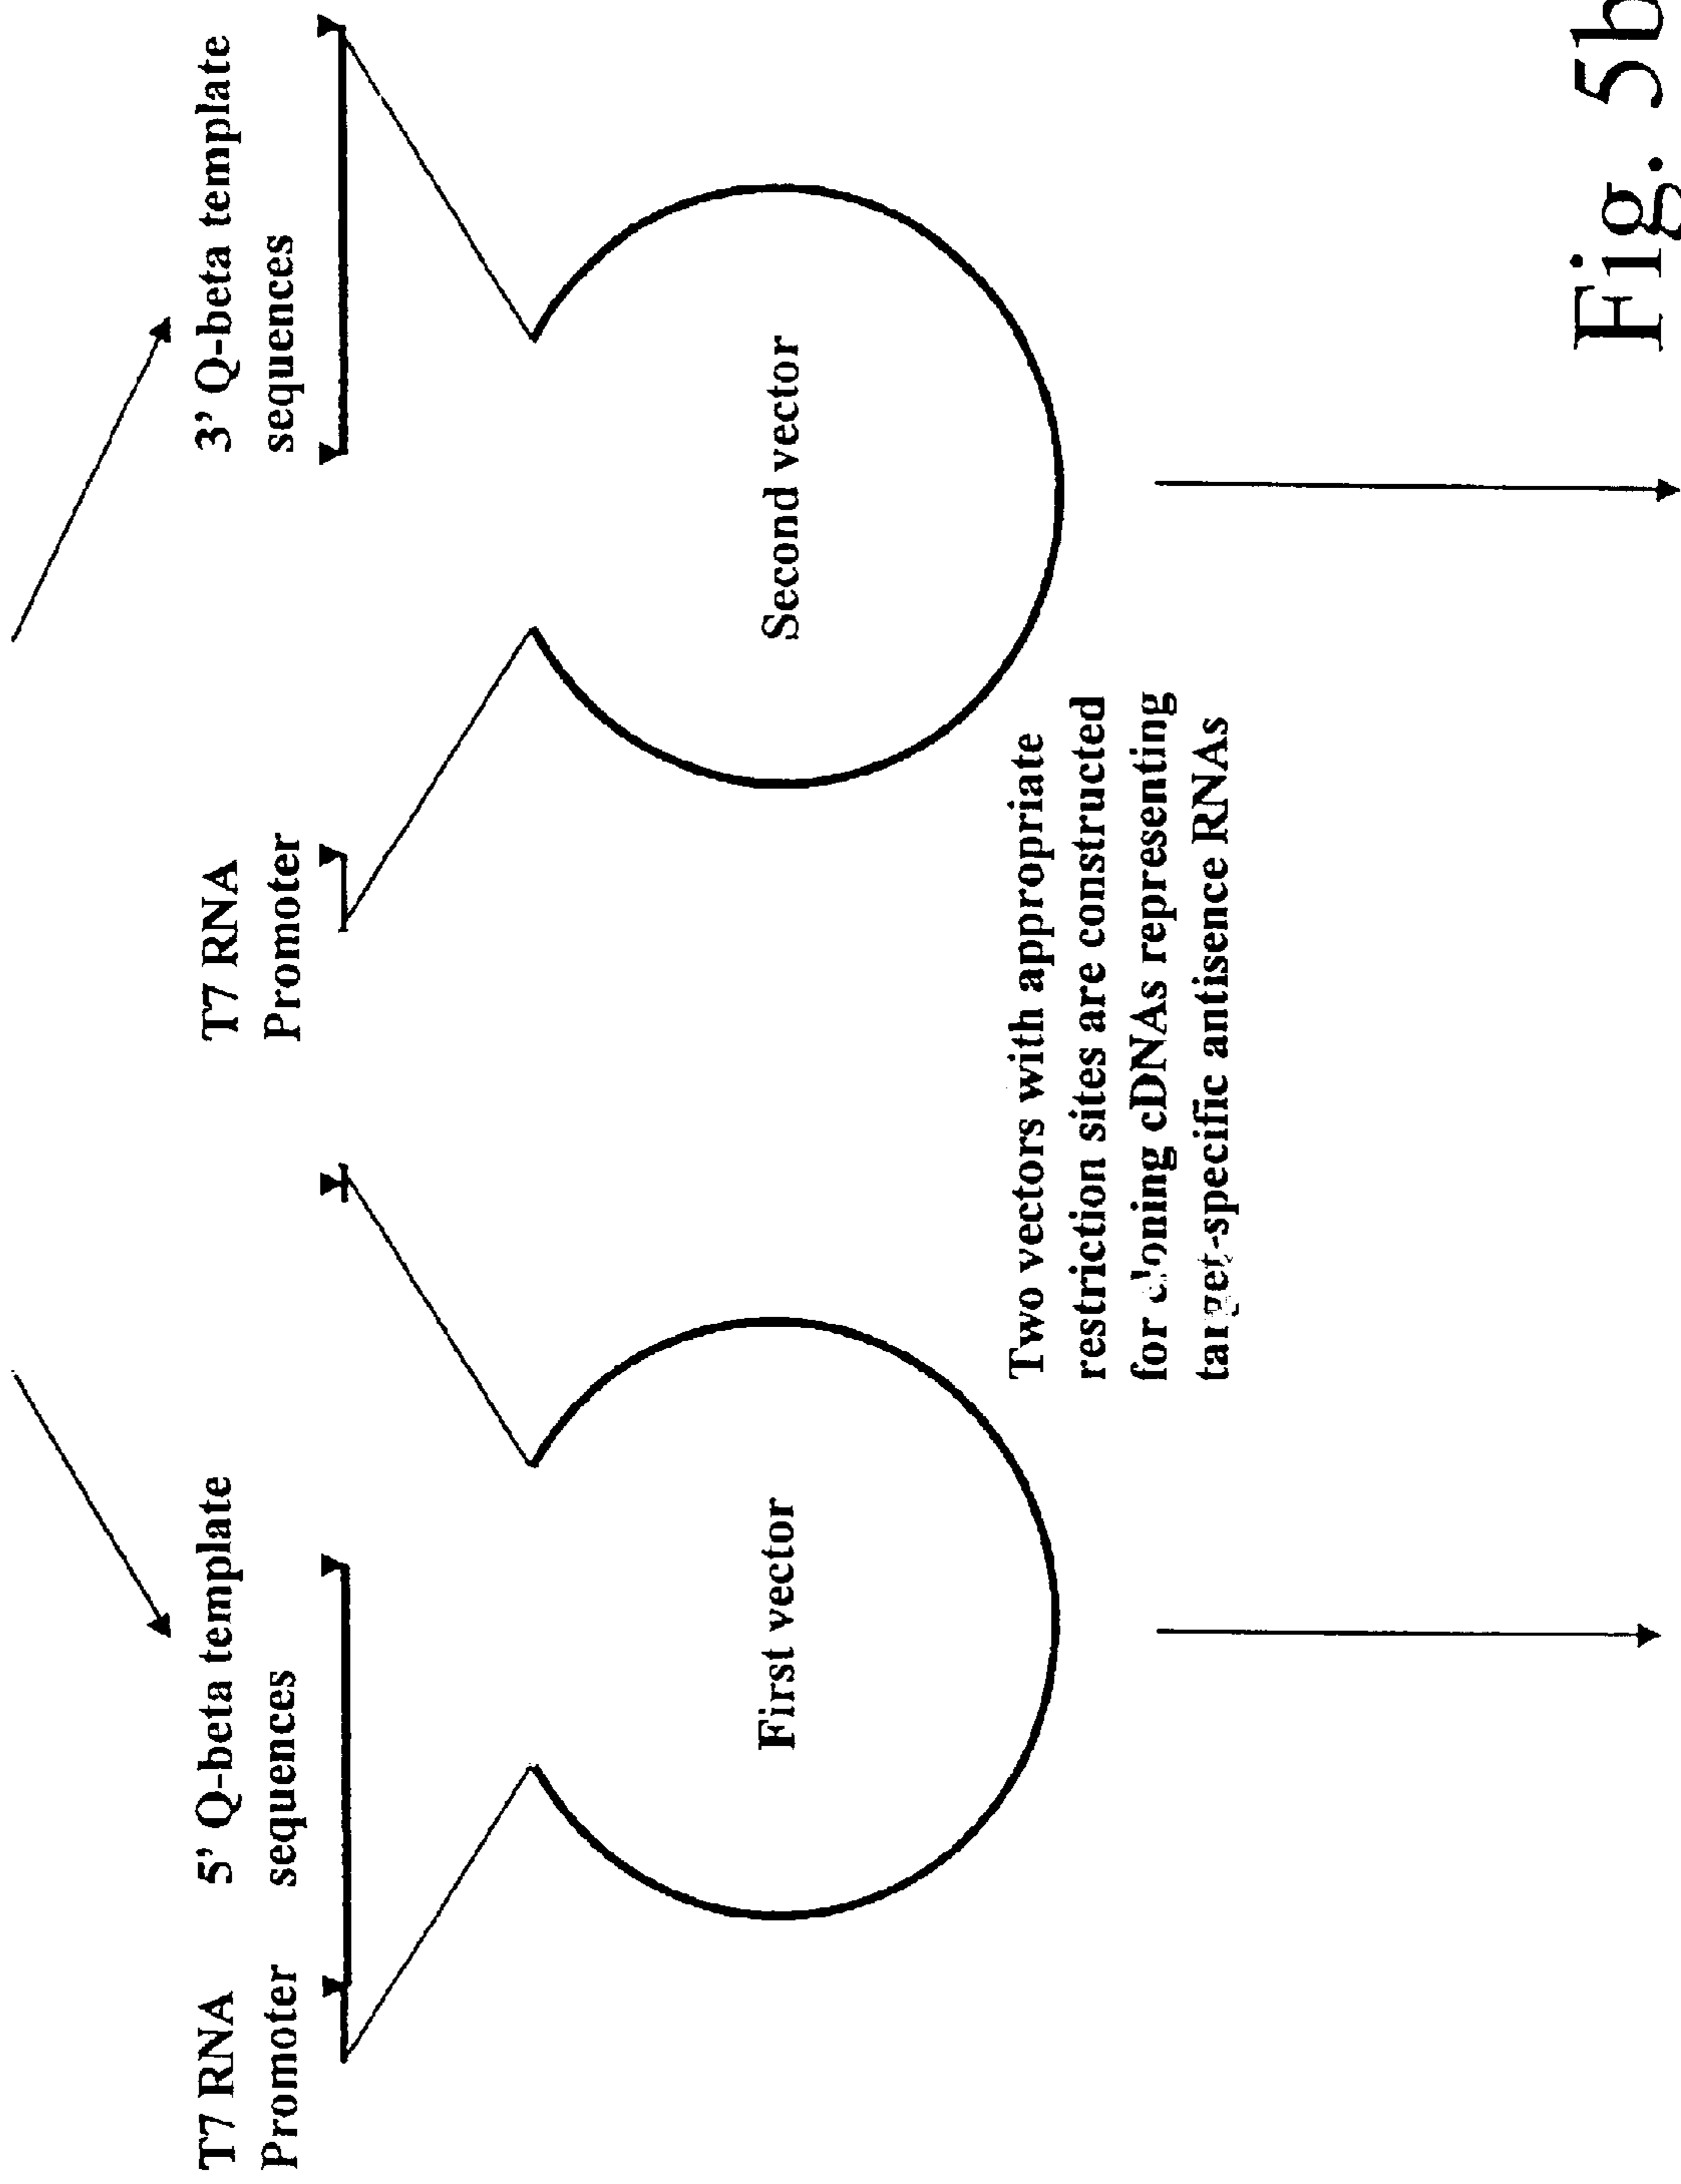 T7 RNA
Promoter
5' Q-beta template
sequences
T7 RNA
Promoter
3' Q-beta template
sequences
First vector
Second vector
Two vectors with appropriate
restriction sites are constructed
for cloning cDNAs representing
target-specific antisence RNAs
Fig. 5b